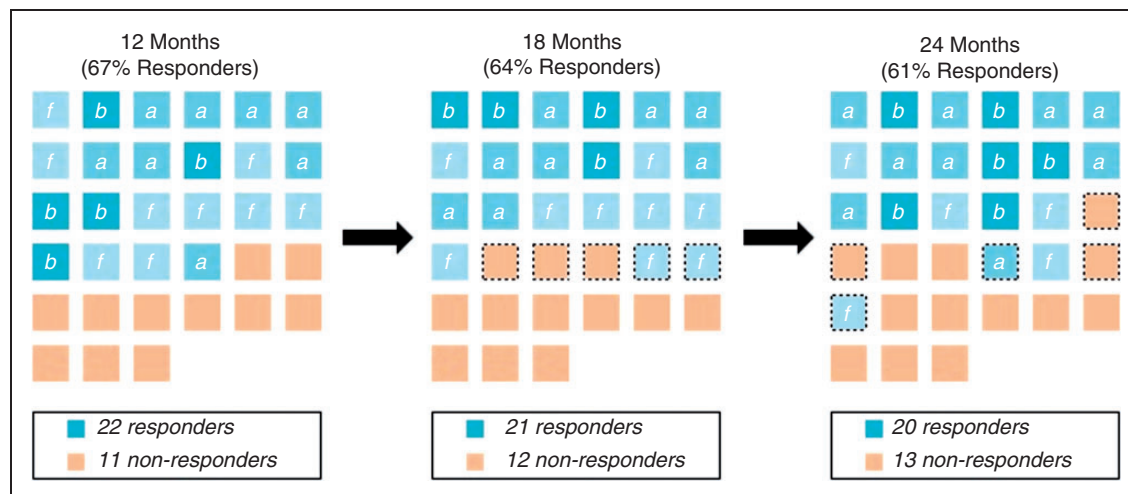 12 Months
(67% Responders)
f b a a a a
f a a b f a
b b f f f f
b f f a
22 responders
11 non-responders
18 Months
(64% Responders)
b b a b a a
f a a b f a
a a f f f f
f f f
21 responders
12 non-responders
24 Months
(61% Responders)
a b a b a a
f a a b b a
a b f b f
a f
f
20 responders
13 non-responders